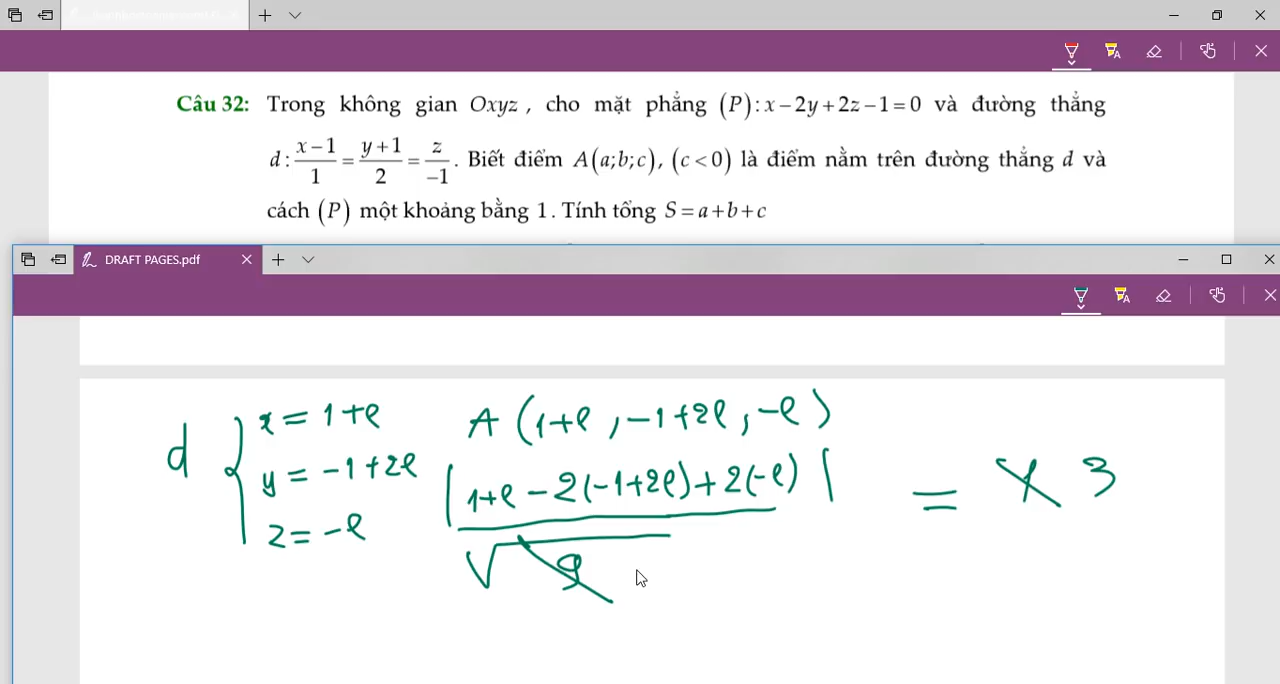 Câu 32: Trong không gian Oxyz , cho mặt phẳng (P): x − 2y + 2z − 1 = 0 và đường thẳng
d: (x − 1)/1 = (y + 1)/2 = z/−1 . Biết điểm A(a;b;c), (c < 0) là điểm nằm trên đường thẳng d và
cách (P) một khoảng bằng 1. Tính tổng S = a + b + c
DRAFT PAGES.pdf
d { x = 1+t
y = -1+2t
z = -t
A (1+t, -1+2t, -t)
|1+t - 2(-1+2t) + 2(-t)| / √9 = 1 3